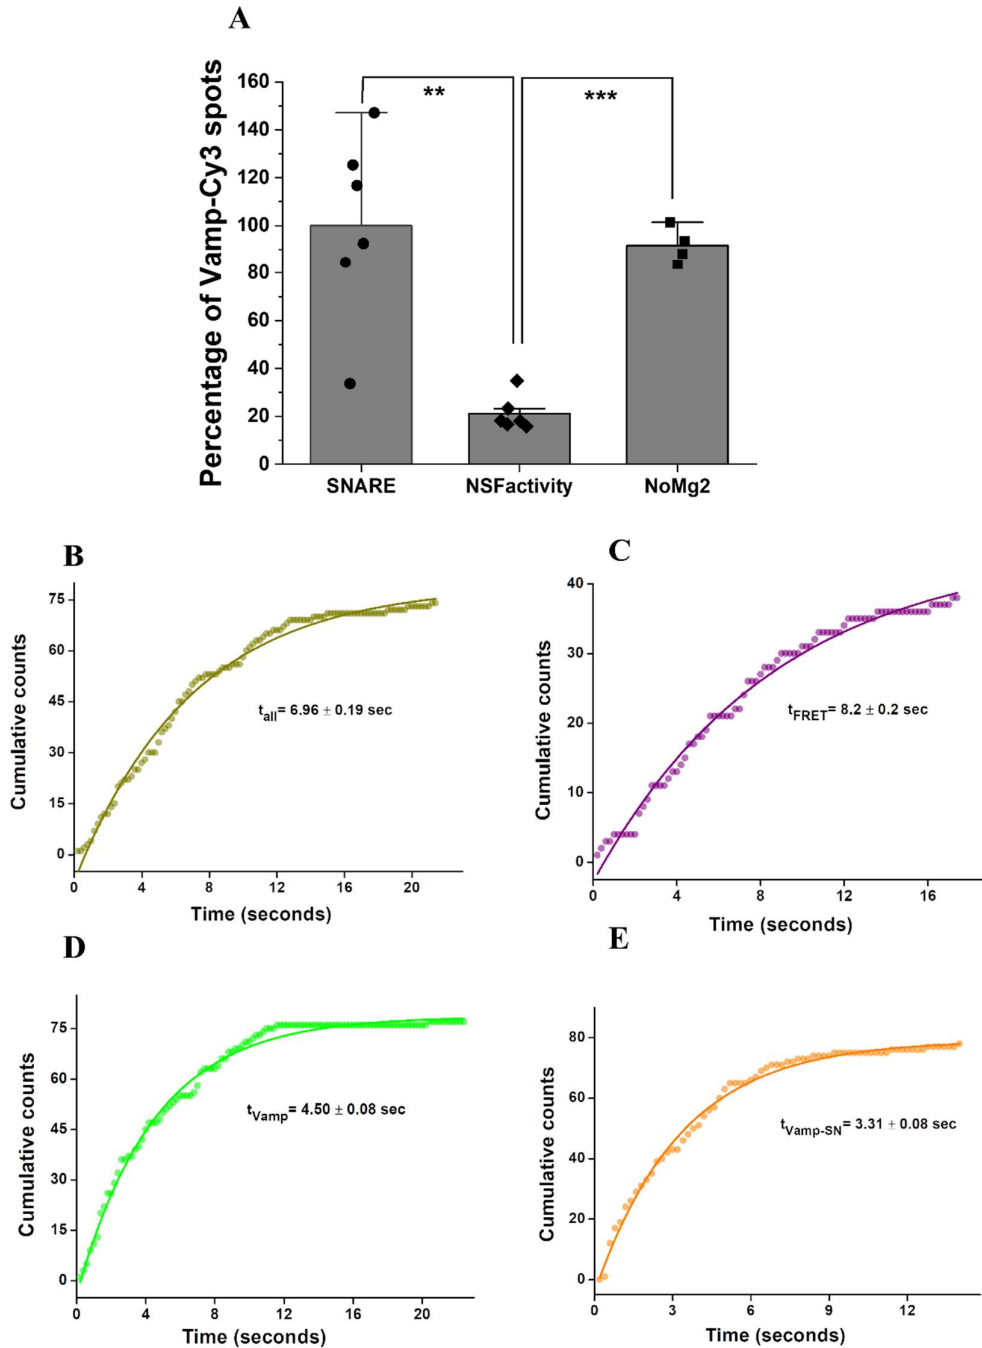 A
Percentage of Vamp-Cy3 spots
160
140
120
100
80
60
40
20
0
** ***
SNARE NSFactivity NoMg2
B
Cumulative counts
75
60
45
30
15
0
t_all= 6.96 ± 0.19 sec
0 4 8 12 16 20
Time (seconds)
C
Cumulative counts
40
30
20
10
0
t_FRET= 8.2 ± 0.2 sec
0 4 8 12 16
Time (seconds)
D
Cumulative counts
75
60
45
30
15
0
t_Vamp= 4.50 ± 0.08 sec
0 4 8 12 16 20
Time (seconds)
E
Cumulative counts
80
60
40
20
0
t_Vamp-SN= 3.31 ± 0.08 sec
0 3 6 9 12
Time (seconds)